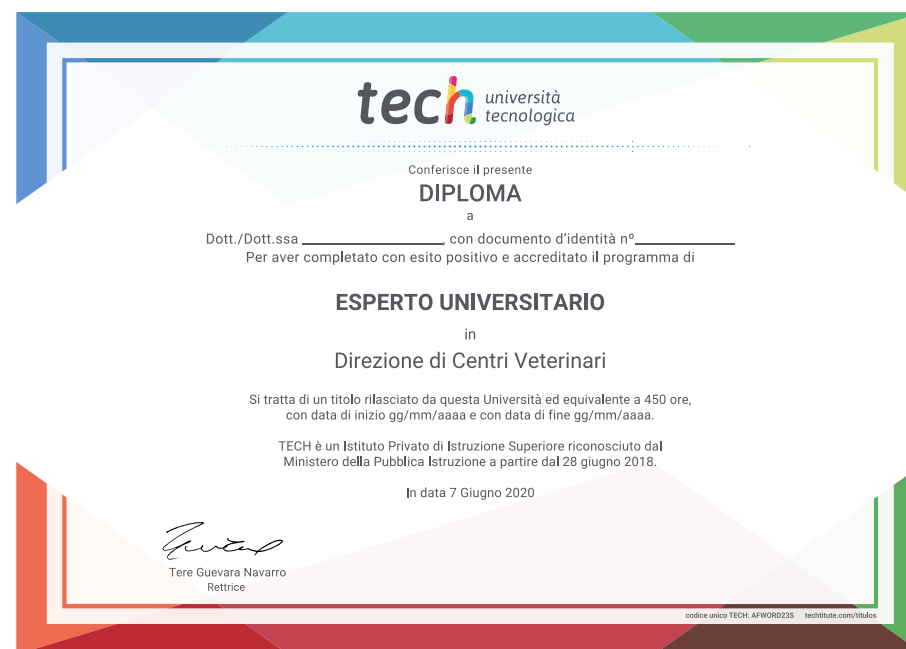 tech università
tecnologica
Conferisce il presente
DIPLOMA
a
Dott./Dott.ssa ____________________, con documento d'identità nº______________
Per aver completato con esito positivo e accreditato il programma di
ESPERTO UNIVERSITARIO
in
Direzione di Centri Veterinari
Si tratta di un titolo rilasciato da questa Università ed equivalente a 450 ore,
con data di inizio gg/mm/aaaa e con data di fine gg/mm/aaaa.
TECH è un Istituto Privato di Istruzione Superiore riconosciuto dal
Ministero della Pubblica Istruzione a partire dal 28 giugno 2018.
In data 7 Giugno 2020
Tere Guevara Navarro
Rettrice
codice unico TECH: AFWORD23S techtitute.com/titulos